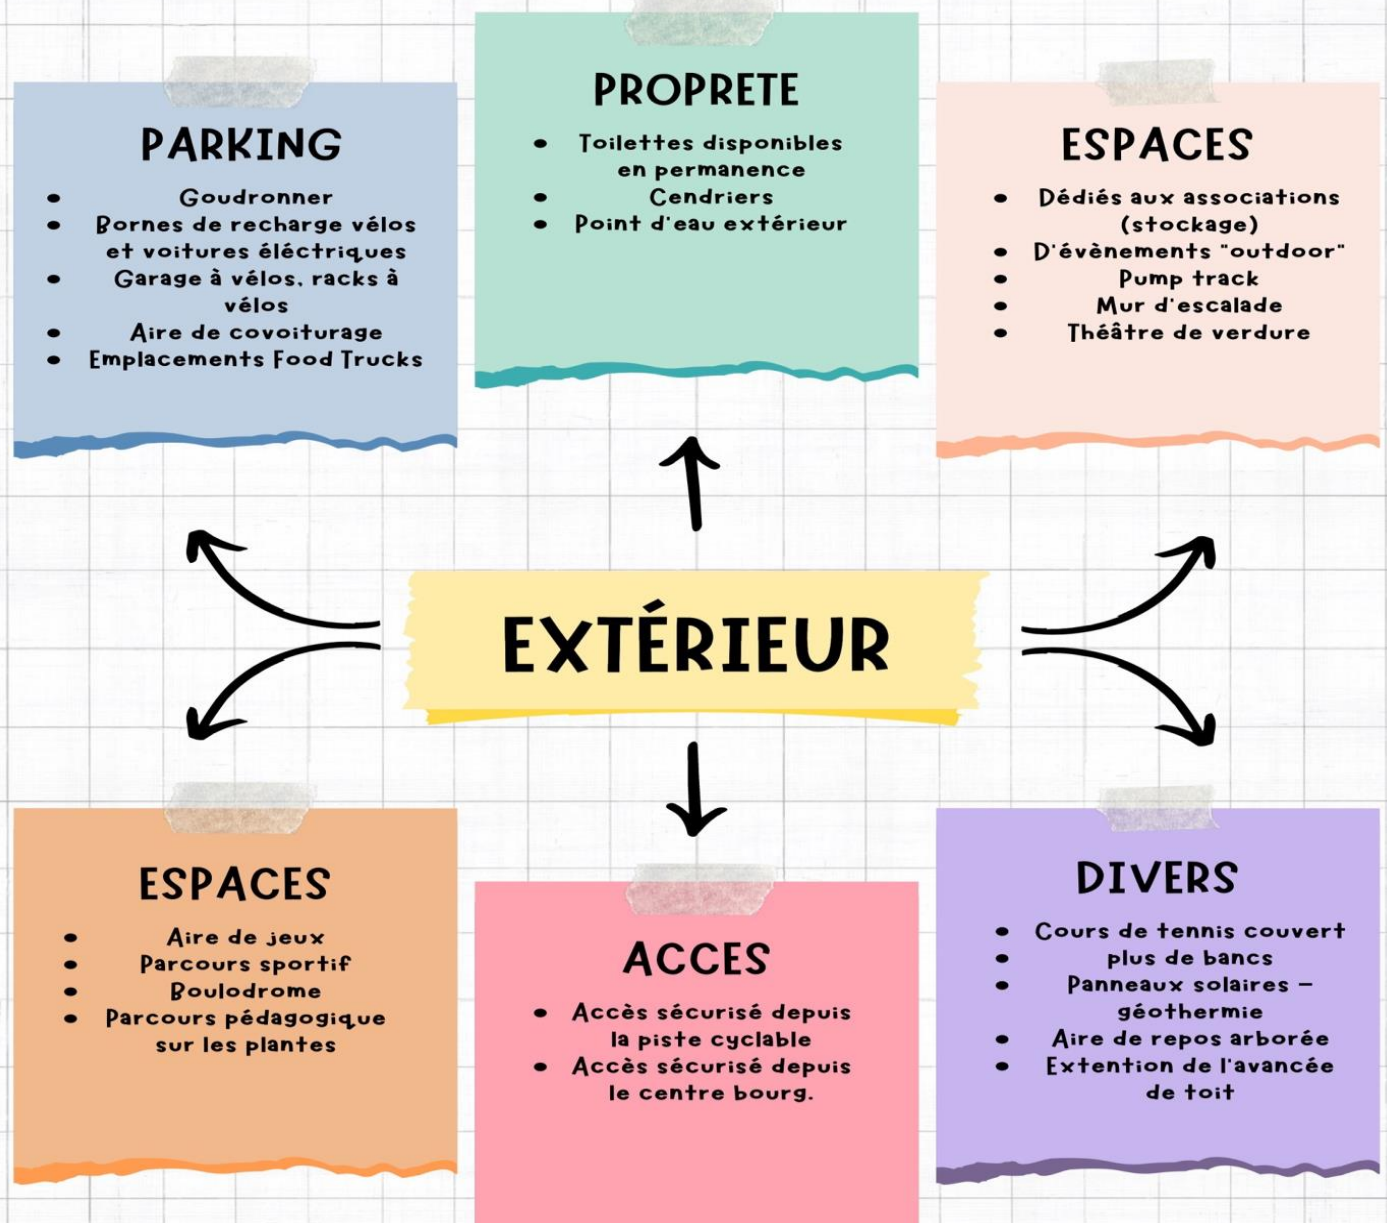 PARKING
• Goudronner
• Bornes de recharge vélos
et voitures éléctriques
• Garage à vélos, racks à
vélos
• Aire de covoiturage
• Emplacements Food Trucks
PROPRETE
• Toilettes disponibles
en permanence
• Cendriers
• Point d'eau extérieur
ESPACES
• Dédiés aux associations
(stockage)
• D'évènements "outdoor"
• Pump track
• Mur d'escalade
• Théâtre de verdure
EXTÉRIEUR
ESPACES
• Aire de jeux
• Parcours sportif
• Boulodrome
• Parcours pédagogique
sur les plantes
ACCES
• Accès sécurisé depuis
la piste cyclable
• Accès sécurisé depuis
le centre bourg.
DIVERS
• Cours de tennis couvert
• plus de bancs
• Panneaux solaires –
géothermie
• Aire de repos arborée
• Extention de l'avancée
de toit